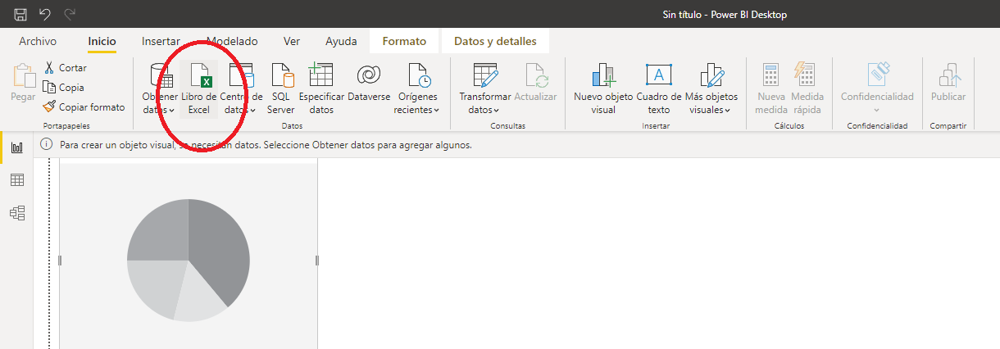 Sin título - Power BI Desktop
Archivo Inicio Insertar Modelado Ver Ayuda Formato Datos y detalles
Pegar
Cortar
Copia
Copiar formato
Portapapeles
Obtener datos
Libro de Excel
Centro de datos
SQL Server
Especificar datos
Dataverse
Orígenes recientes
Datos
Transformar datos
Actualizar
Consultas
Nuevo objeto visual
Cuadro de texto
Más objetos visuales
Insertar
Nueva medida
Medida rápida
Cálculos
Confidencialidad
Confidencialidad
Publicar
Compartir
Para crear un objeto visual, se necesitan datos. Seleccione Obtener datos para agregar algunos.